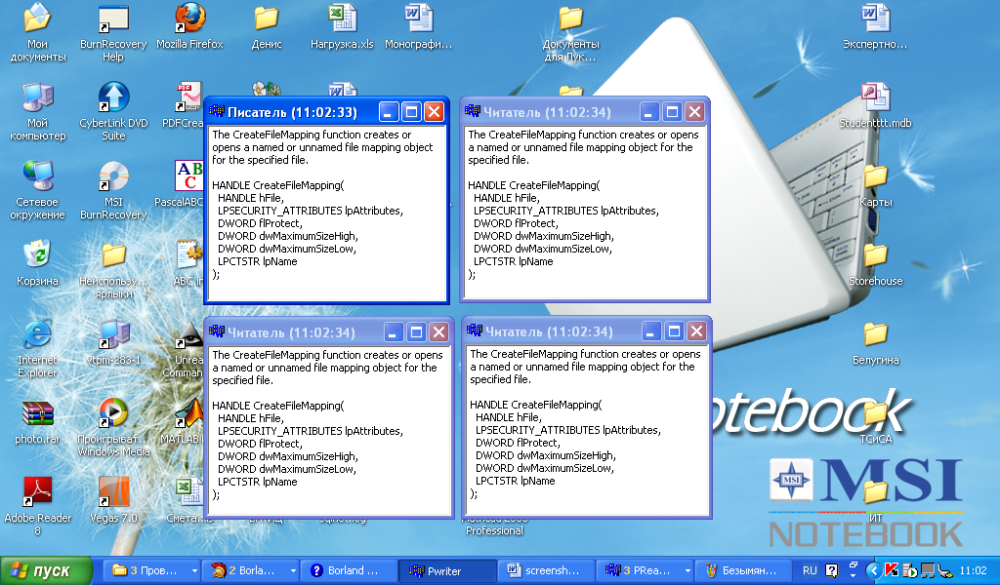 Мои документы
BurnRecovery Help
Mozilla Firefox
Денис
Нагрузка.xls
Монографи...
Документы для Лук...
Экспертно...
Мой компьютер
CyberLink DVD Suite
PDFCrea
Studentttt.mdb
Сетевое окружение
MSI BurnRecovery
PascalABC
Карты
Корзина
Неиспользу... ярлыки
ABC.in
Storehouse
Internet Explorer
Vtpm-283-1
Unrea
Comman
Белугина
photo.rar
Проигрыват... Windows Media
MATLAB
ТСиСА
Adobe Reader 8
Vegas 7.0
Смета.xls
Professional
ИТ
Писатель (11:02:33)
The CreateFileMapping function creates or
opens a named or unnamed file mapping object
for the specified file.
HANDLE CreateFileMapping(
HANDLE hFile,
LPSECURITY_ATTRIBUTES lpAttributes,
DWORD flProtect,
DWORD dwMaximumSizeHigh,
DWORD dwMaximumSizeLow,
LPCTSTR lpName
);
Читатель (11:02:34)
The CreateFileMapping function creates or opens
a named or unnamed file mapping object for the
specified file.
HANDLE CreateFileMapping(
HANDLE hFile,
LPSECURITY_ATTRIBUTES lpAttributes,
DWORD flProtect,
DWORD dwMaximumSizeHigh,
DWORD dwMaximumSizeLow,
LPCTSTR lpName
);
Читатель (11:02:34)
The CreateFileMapping function creates or opens
a named or unnamed file mapping object for the
specified file.
HANDLE CreateFileMapping(
HANDLE hFile,
LPSECURITY_ATTRIBUTES lpAttributes,
DWORD flProtect,
DWORD dwMaximumSizeHigh,
DWORD dwMaximumSizeLow,
LPCTSTR lpName
);
Читатель (11:02:34)
The CreateFileMapping function creates or opens
a named or unnamed file mapping object for the
specified file.
HANDLE CreateFileMapping(
HANDLE hFile,
LPSECURITY_ATTRIBUTES lpAttributes,
DWORD flProtect,
DWORD dwMaximumSizeHigh,
DWORD dwMaximumSizeLow,
LPCTSTR lpName
);
otebook
MSI
MSI
NOTEBOOK
пуск
3 Пров...
2 Borla...
Borland ...
Pwriter
screensh...
3 PRea...
Безымян...
RU
11:02